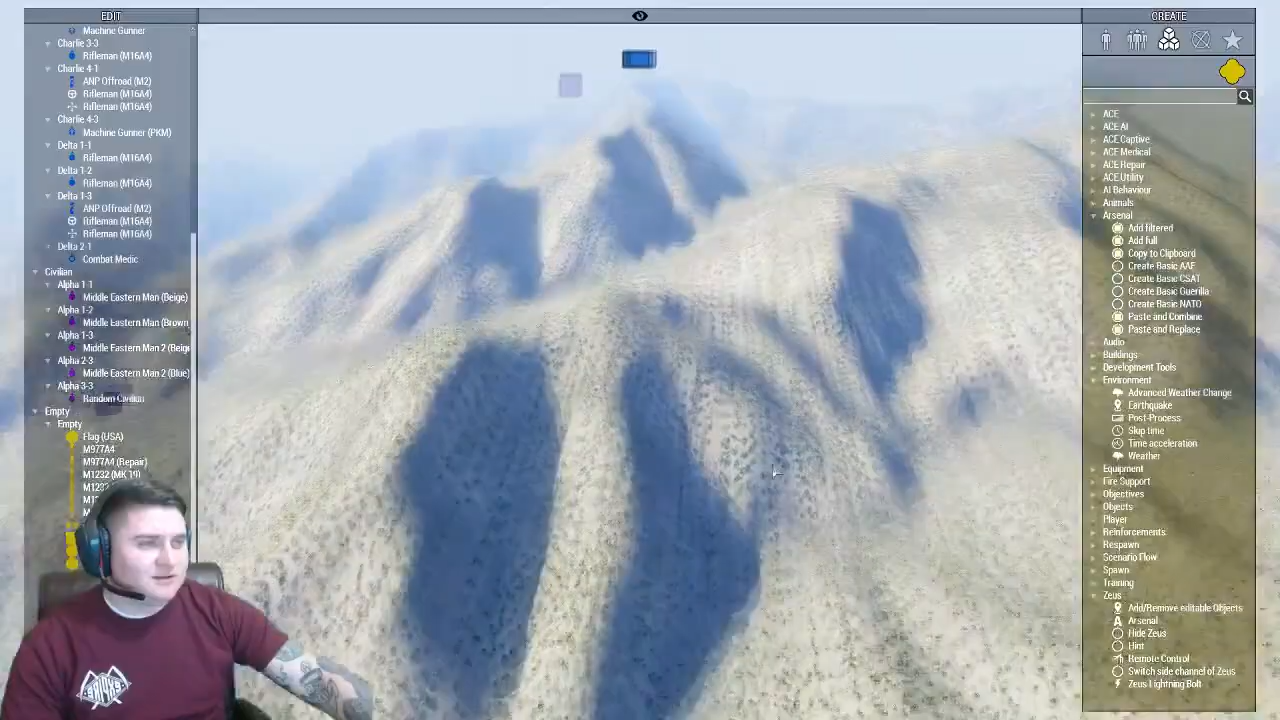 EDIT
Machine Gunner
Charlie 3-3
Rifleman (M16A4)
Charlie 4-1
ANP Offroad (M2)
Rifleman (M16A4)
Rifleman (M16A4)
Charlie 4-3
Machine Gunner (PKM)
Delta 1-1
Rifleman (M16A4)
Delta 1-2
Rifleman (M16A4)
Delta 1-3
ANP Offroad (M2)
Rifleman (M16A4)
Rifleman (M16A4)
Delta 2-1
Combat Medic
Civilian
Alpha 1-1
Middle Eastern Man (Beige)
Alpha 1-2
Middle Eastern Man (Brown
Alpha 1-3
Middle Eastern Man 2 (Beig
Alpha 2-3
Middle Eastern Man 2 (Blue)
Alpha 3-3
Random Civilian
Empty
Empty
Flag (USA)
M977A4
M977A4 (Repair)
M1232 (MK19)
CREATE
ACE
ACE AI
ACE Captive
ACE Medical
ACE Repair
ACE Utility
AI Behaviour
Animals
Arsenal
Add filtered
Add full
Copy to Clipboard
Create Basic AAF
Create Basic CSAT
Create Basic Guerilla
Create Basic NATO
Paste and Combine
Paste and Replace
Audio
Buildings
Development Tools
Environment
Advanced Weather Change
Earthquake
Post-Process
Skip time
Time acceleration
Weather
Equipment
Fire Support
Objectives
Objects
Player
Reinforcements
Respawn
Scenario Flow
Spawn
Training
Zeus
Add/Remove editable Objects
Arsenal
Hide Zeus
Hint
Remote Control
Switch side channel of Zeus
Zeus Lightning Bolt